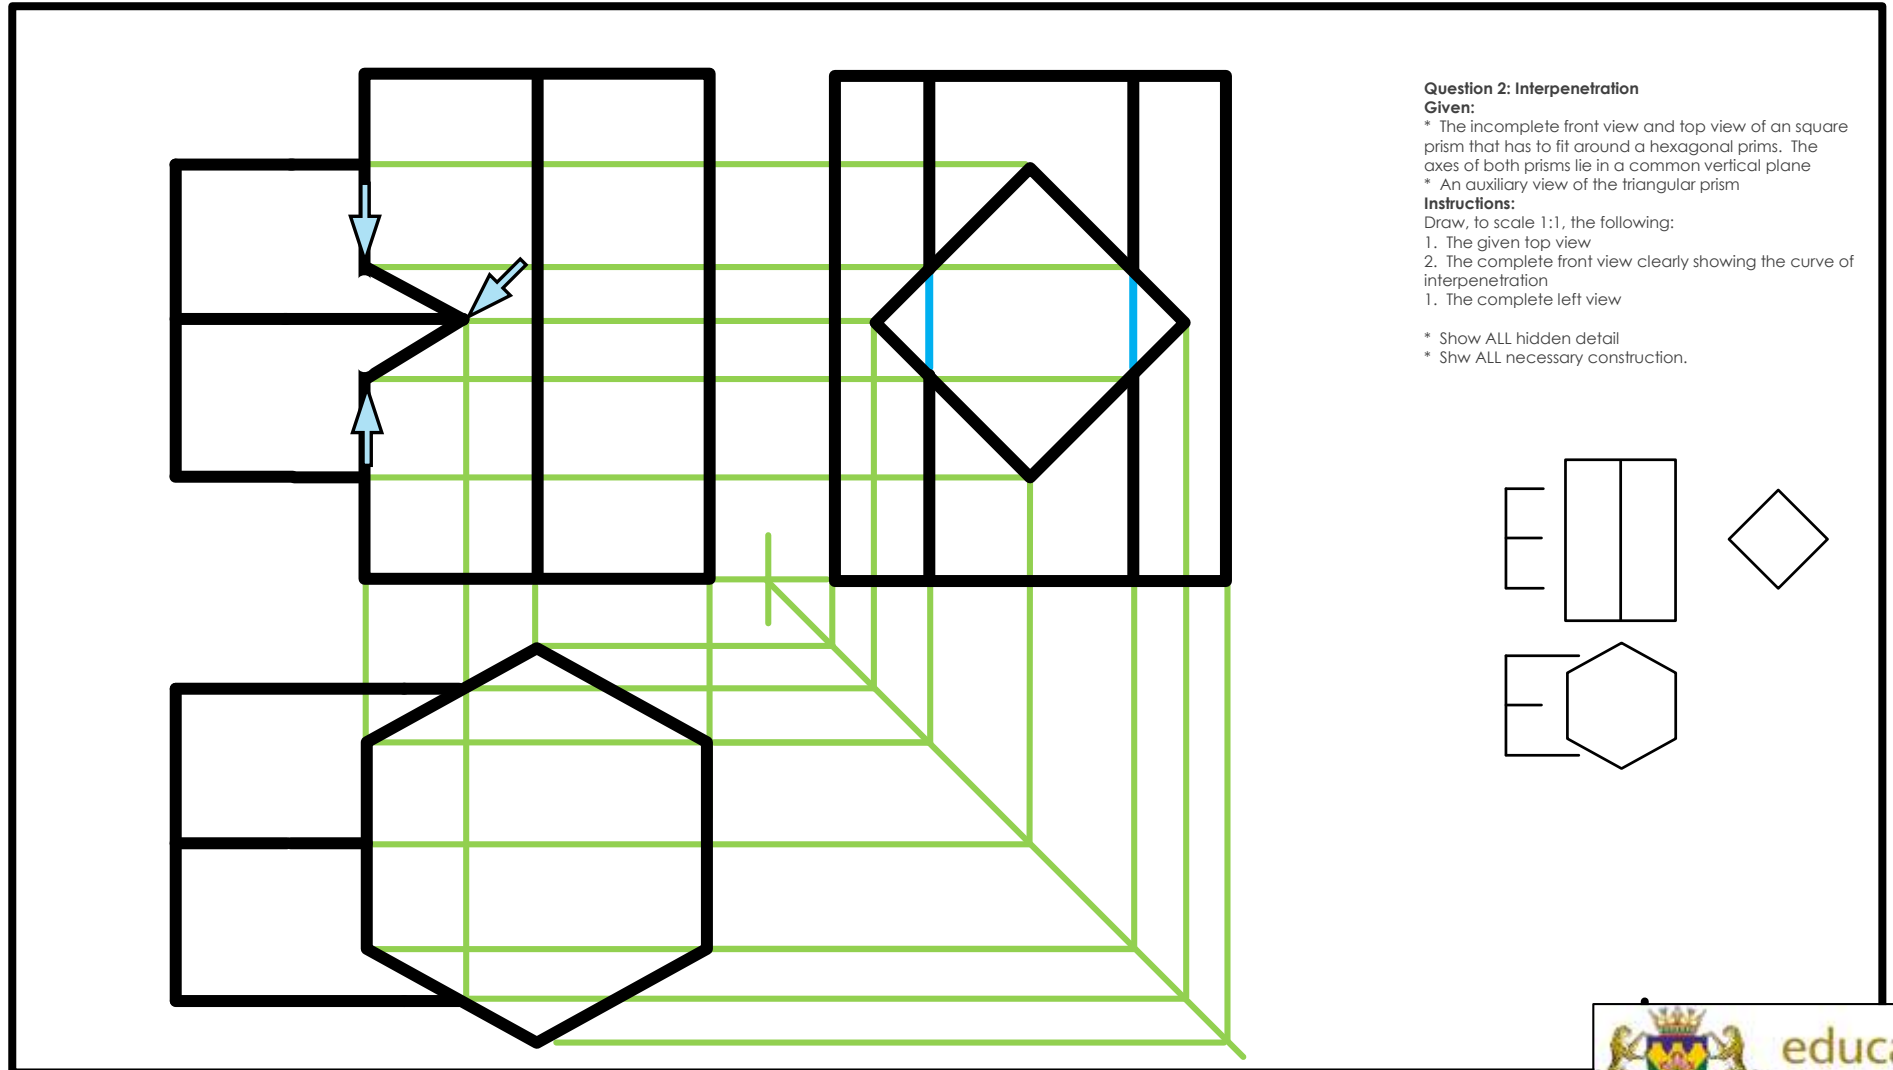 Question 2: Interpenetration
Given:
* The incomplete front view and top view of an square
prism that has to fit around a hexagonal prims. The
axes of both prisms lie in a common vertical plane
* An auxiliary view of the triangular prism
Instructions:
Draw, to scale 1:1, the following:
1. The given top view
2. The complete front view clearly showing the curve of
interpenetration
1. The complete left view
* Show ALL hidden detail
* Shw ALL necessary construction.
educa